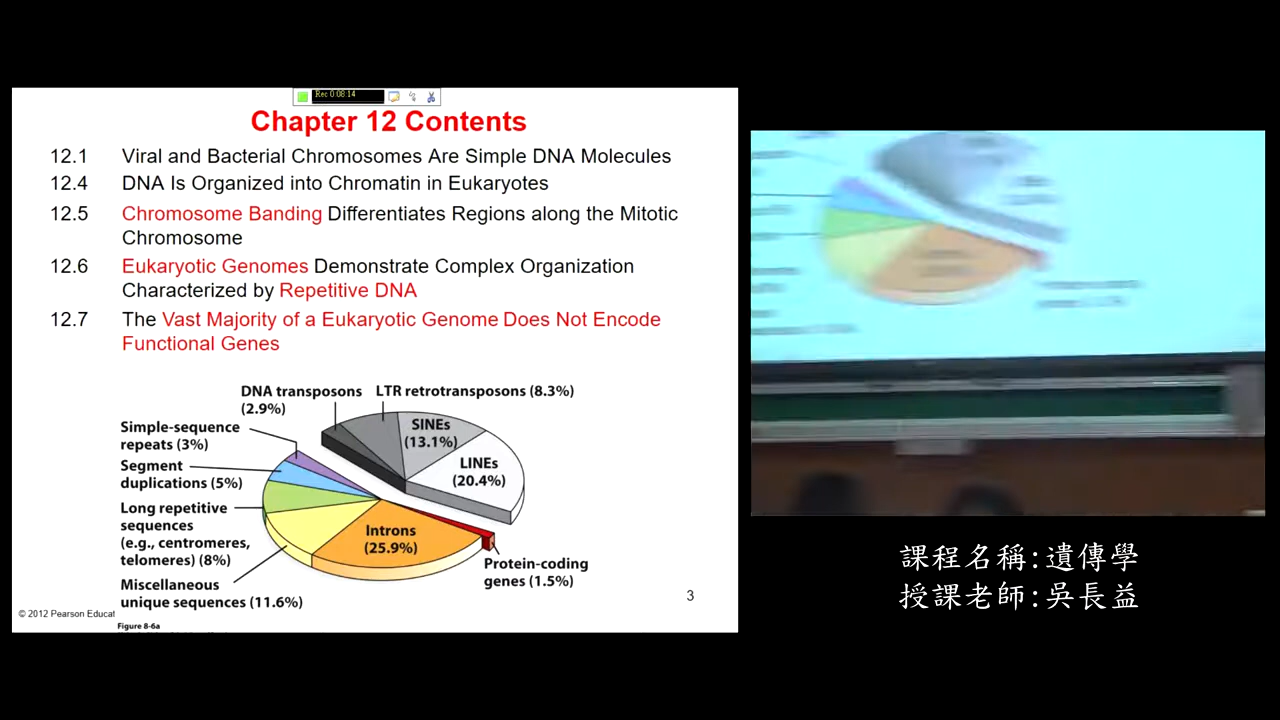 Rec 0:08:14
Chapter 12 Contents
12.1 Viral and Bacterial Chromosomes Are Simple DNA Molecules
12.4 DNA Is Organized into Chromatin in Eukaryotes
12.5 Chromosome Banding Differentiates Regions along the Mitotic
Chromosome
12.6 Eukaryotic Genomes Demonstrate Complex Organization
Characterized by Repetitive DNA
12.7 The Vast Majority of a Eukaryotic Genome Does Not Encode
Functional Genes
DNA transposons
(2.9%)
LTR retrotransposons (8.3%)
SINEs
(13.1%)
LINEs
(20.4%)
Simple-sequence
repeats (3%)
Segment
duplications (5%)
Long repetitive
sequences
(e.g., centromeres,
telomeres) (8%)
Introns
(25.9%)
Protein-coding
genes (1.5%)
Miscellaneous
unique sequences (11.6%)
3
© 2012 Pearson Educat
Figure 8-6a
課程名稱:遺傳學
授課老師:吳長益